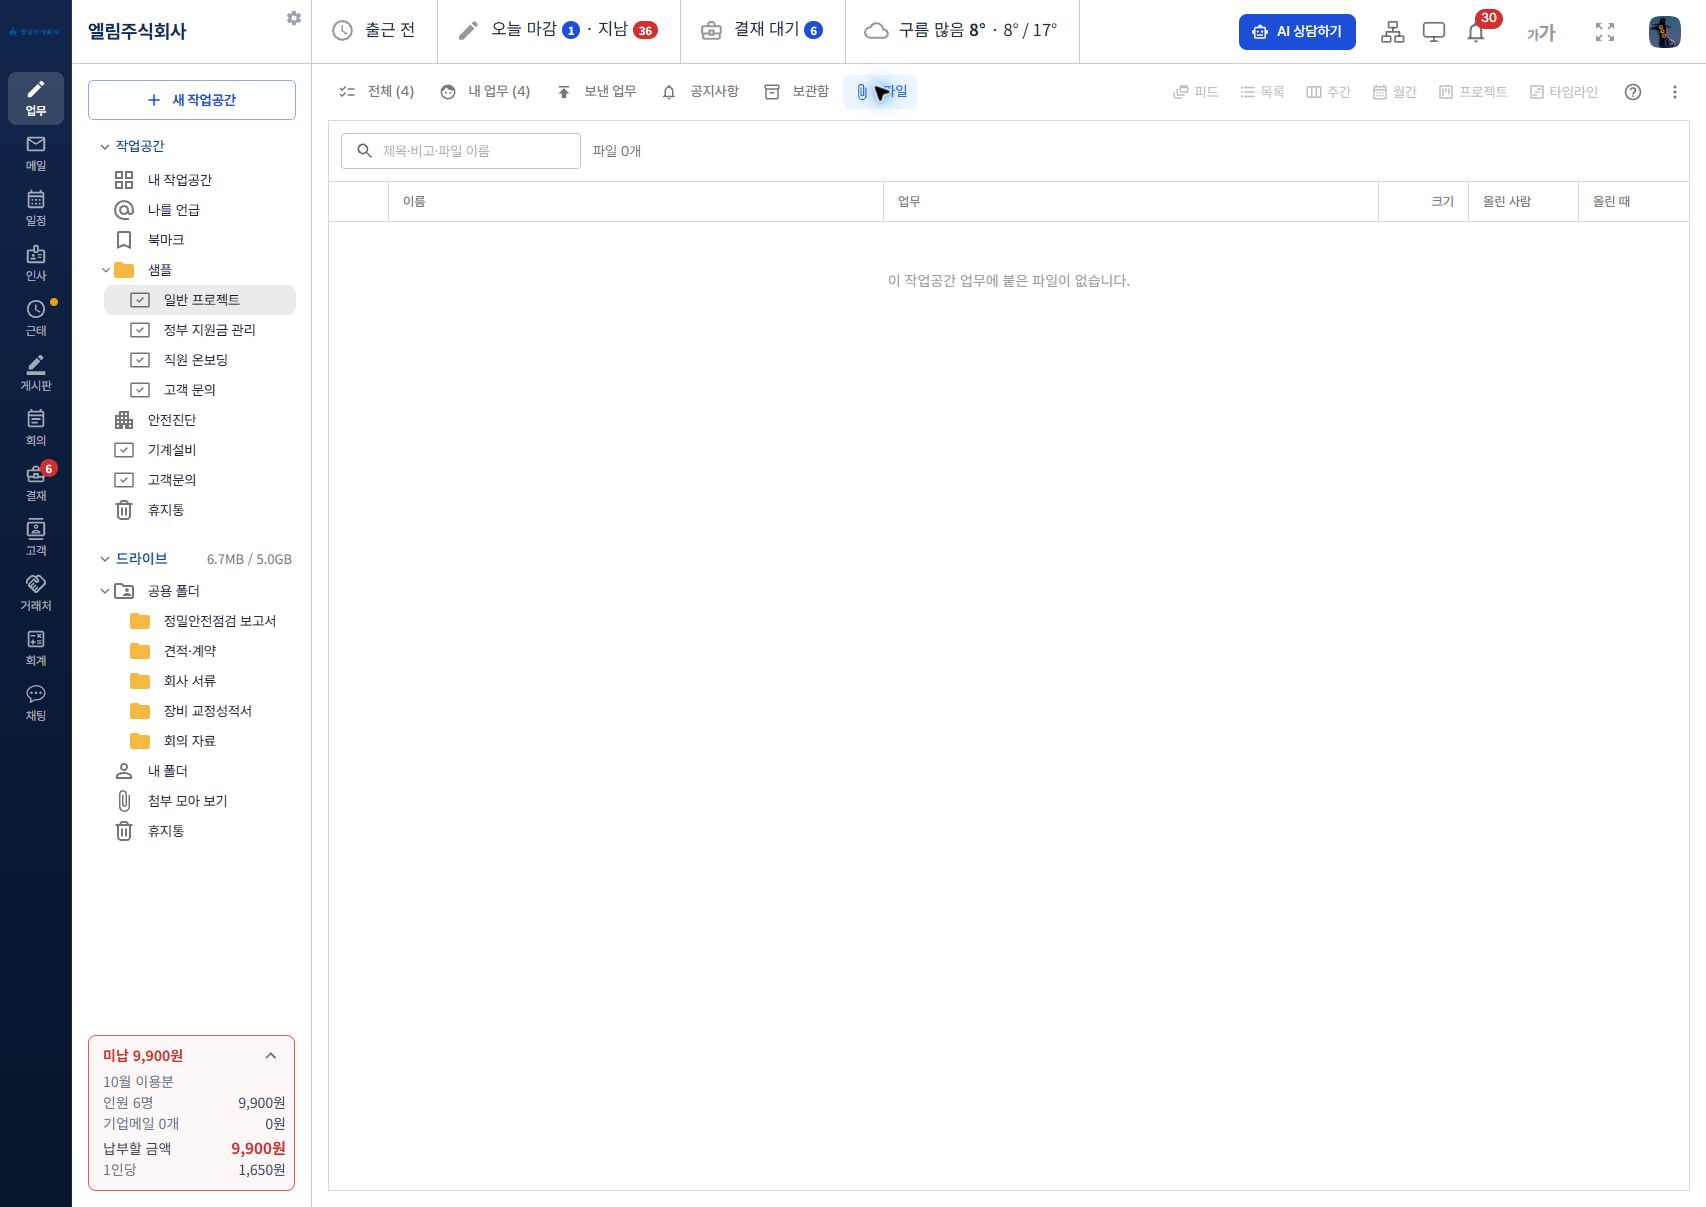 엘림주식회사
엘림주식회사
출근 전
오늘 마감 1 · 지남 36
결재 대기 6
구름 많음 8° · 8° / 17°
AI 상담하기
30
가가
업무
메일
일정
인사
근태
게시판
회의
6
결재
고객
거래처
회계
채팅
+ 새 작업공간
작업공간
내 작업공간
나를 언급
북마크
샘플
일반 프로젝트
정부 지원금 관리
직원 온보딩
고객 문의
안전진단
기계설비
고객문의
휴지통
드라이브 6.7MB / 5.0GB
공용 폴더
정밀안전점검 보고서
견적·계약
회사 서류
장비 교정성적서
회의 자료
내 폴더
첨부 모아 보기
휴지통
미납 9,900원
10월 이용분
인원 6명 9,900원
기업메일 0개 0원
납부할 금액 9,900원
1인당 1,650원
전체 (4)
내 업무 (4)
보낸 업무
공지사항
보관함
일
피드
목록
주간
월간
프로젝트
타임라인
제목·비고·파일 이름
파일 0개
이름 업무 크기 올린 사람 올린 때
이 작업공간 업무에 붙은 파일이 없습니다.